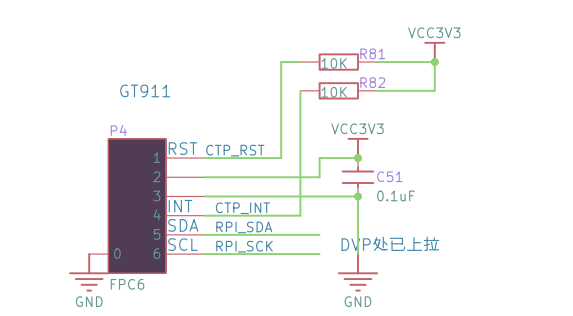 VCC3V3
R81
10K
R82
10K
GT911
P4
VCC3V3
RST CTP_RST
1
2
C51
0.1uF
3
INT CTP_INT
4
SDA RPI_SDA
5
SCL RPI_SCK
0 6
DVP处已上拉
FPC6
GND
GND